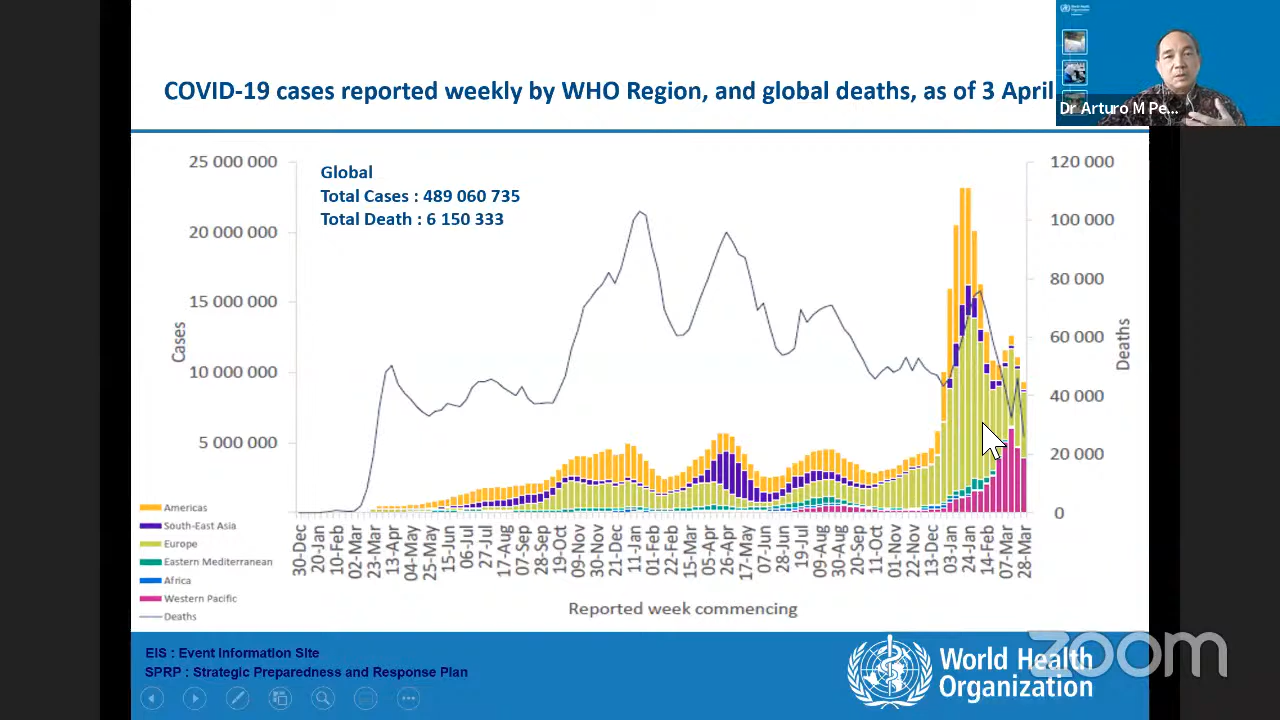 COVID-19 cases reported weekly by WHO Region, and global deaths, as of 3 April
World Health
Organization
Dr Arturo M Pe...
Global
Total Cases : 489 060 735
Total Death : 6 150 333
25 000 000
20 000 000
15 000 000
10 000 000
5 000 000
Cases
120 000
100 000
80 000
60 000
40 000
20 000
0
Deaths
Americas
South-East Asia
Europe
Eastern Mediterranean
Africa
Western Pacific
Deaths
30-Dec
20-Jan
10-Feb
02-Mar
23-Mar
13-Apr
04-May
25-May
15-Jun
06-Jul
27-Jul
17-Aug
07-Sep
28-Sep
19-Oct
09-Nov
30-Nov
21-Dec
11-Jan
01-Feb
22-Feb
15-Mar
05-Apr
26-Apr
17-May
07-Jun
28-Jun
19-Jul
09-Aug
30-Aug
20-Sep
11-Oct
01-Nov
22-Nov
13-Dec
03-Jan
24-Jan
14-Feb
07-Mar
28-Mar
Reported week commencing
EIS : Event Information Site
SPRP : Strategic Preparedness and Response Plan
World Health
Organization
zoom